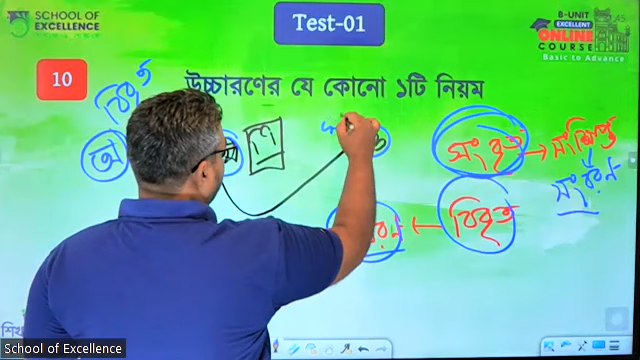 SCHOOL OF
EXCELLENCE
Test-01
B-UNIT
EXCELLENT
ONLINE
COURSE
Basic to Advance
10
উচ্চারণের যে কোনো ১টি নিয়ম
বিবৃত
অ
সংবৃত → সংক্ষিপ্ত
সংবরণ
বিবৃত
School of Excellence